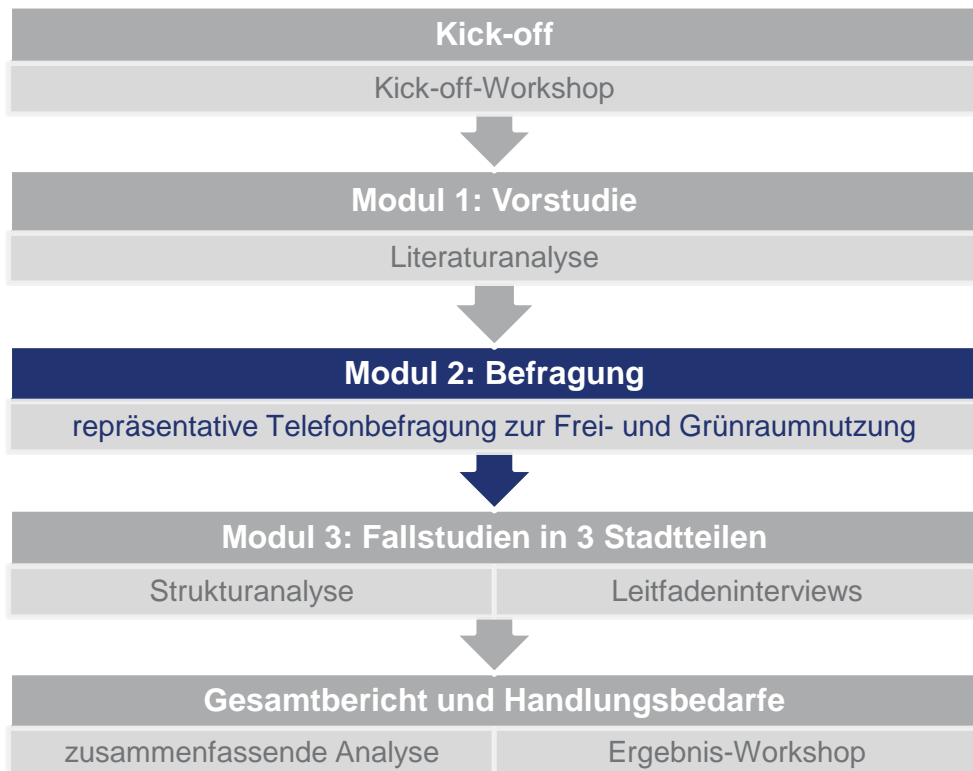 Kick-off
Kick-off-Workshop
Modul 1: Vorstudie
Literaturanalyse
Modul 2: Befragung
repräsentative Telefonbefragung zur Frei- und Grünraumnutzung
Modul 3: Fallstudien in 3 Stadtteilen
Strukturanalyse
Leitfadeninterviews
Gesamtbericht und Handlungsbedarfe
zusammenfassende Analyse
Ergebnis-Workshop